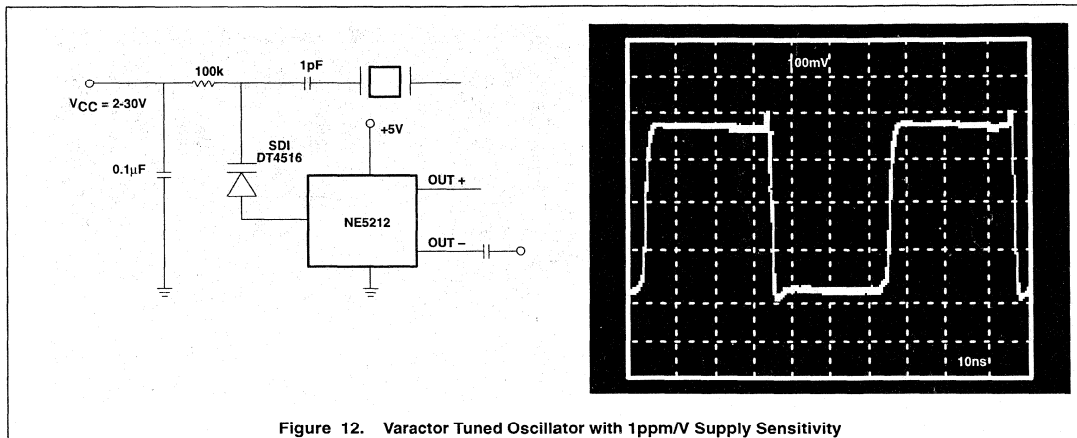 100k
1pF
VCC = 2-30V
+5V
SDI
DT4516
0.1µF
OUT +
NE5212
OUT –
100mV
10ns
Figure 12. Varactor Tuned Oscillator with 1ppm/V Supply Sensitivity